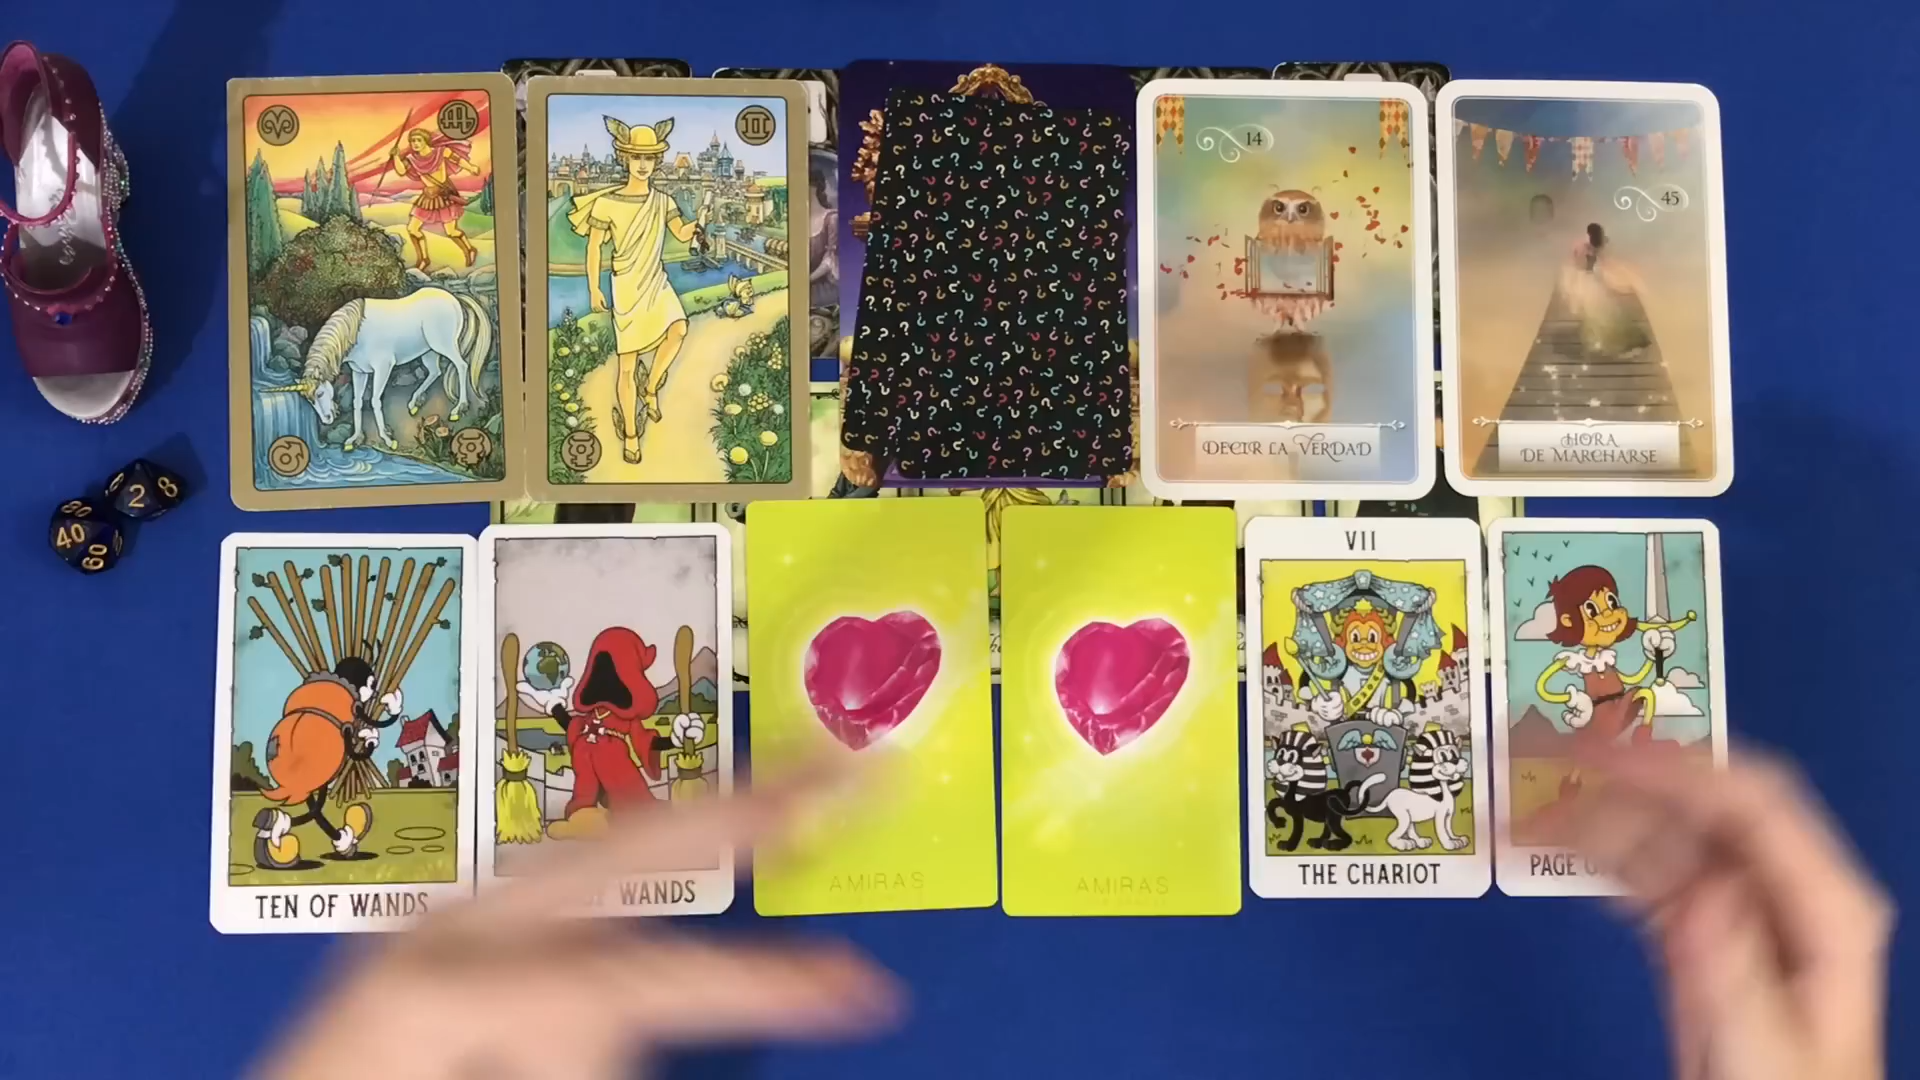 14
45
DECIR LA VERDAD
HORA
DE MARCHARSE
2
8
80
40
60
VII
TEN OF WANDS
WANDS
AMIRAS
AMIRAS
THE CHARIOT
PAGE